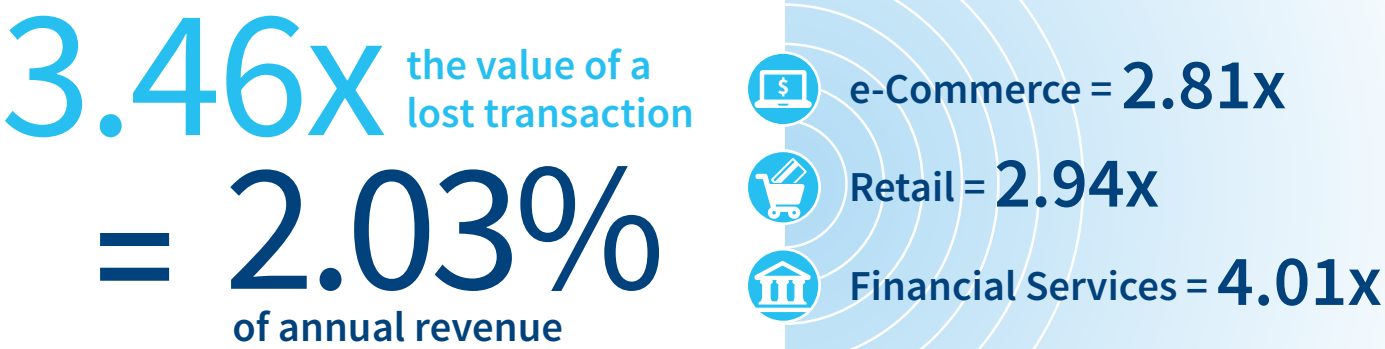 3.46x the value of a
lost transaction
= 2.03%
of annual revenue
$
e-Commerce = 2.81x
Retail = 2.94x
Financial Services = 4.01x